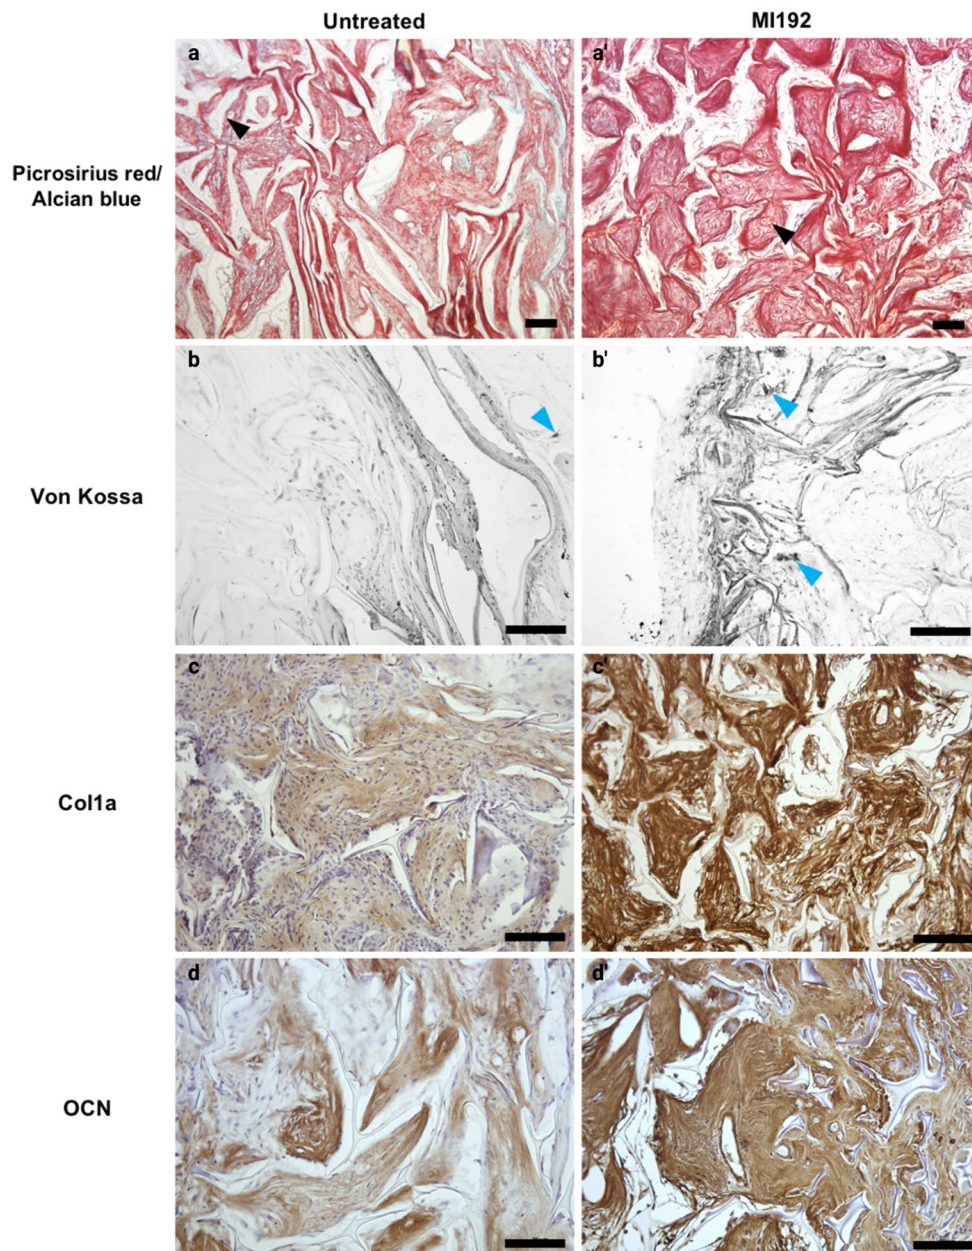 Untreated
MI192
Picrosirius red/
Alcian blue
a
a'
Von Kossa
b
b'
Col1a
c
c'
OCN
d
d'